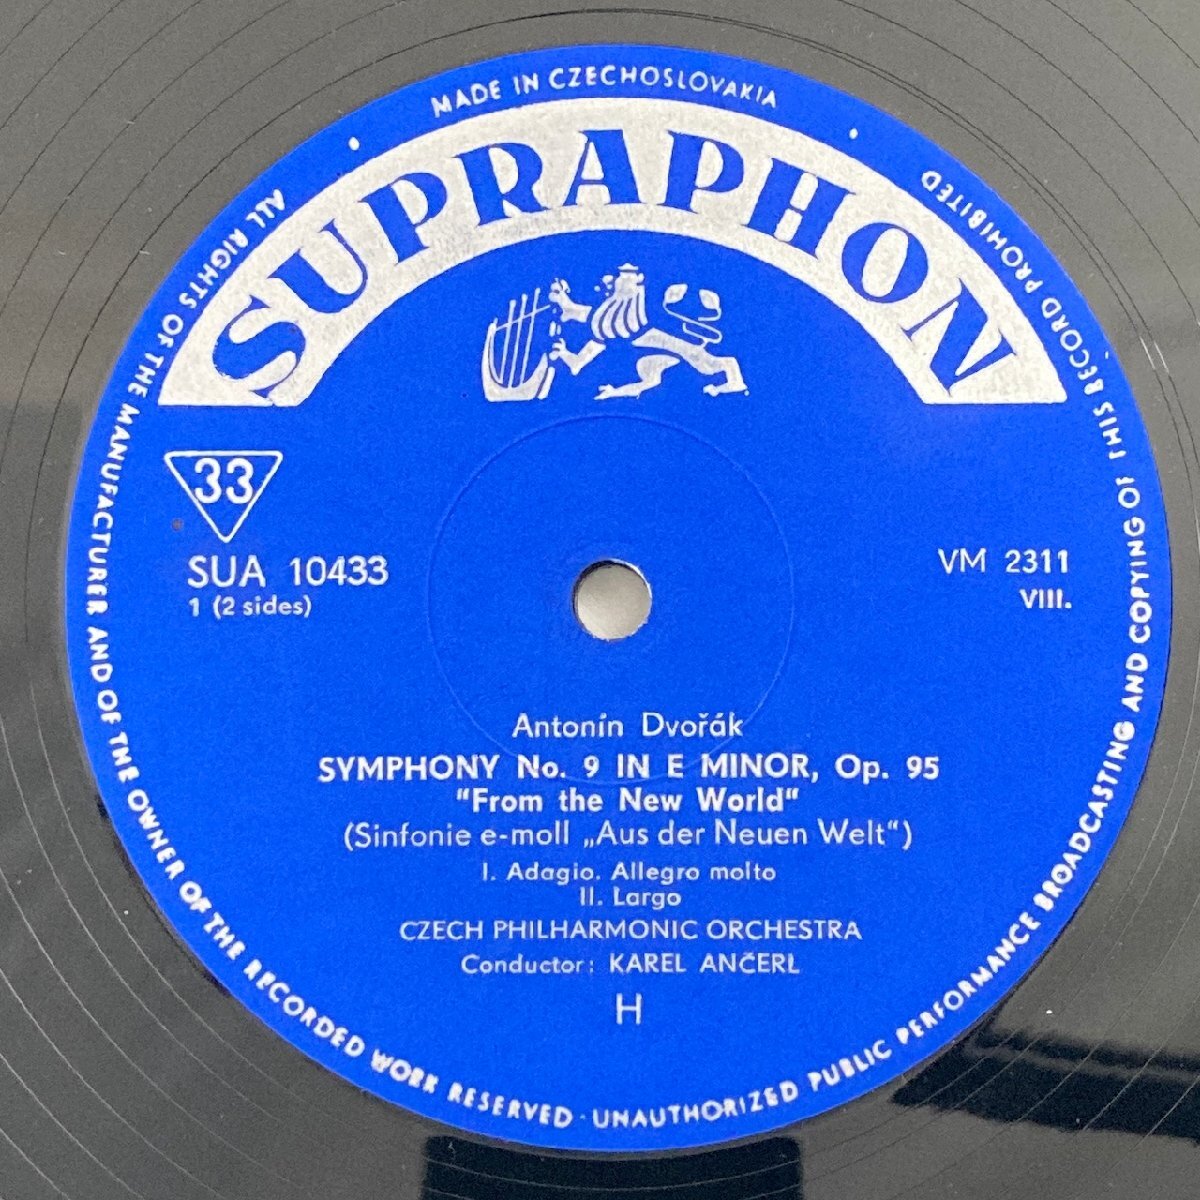 MADE IN CZECHOSLOVAKIA
ALL RIGHTS OF THE MANUFACTURER AND OF THE OWNER OF THE RECORDED WORK RESERVED · UNAUTHORIZED PUBLIC PERFORMANCE BROADCASTING AND COPYING OF THIS RECORD PROHIBITED
SUPRAPHON
33
SUA 10433
1 (2 sides)
VM 2311
VIII.
Antonín Dvořák
SYMPHONY No. 9 IN E MINOR, Op. 95
"From the New World"
(Sinfonie e-moll „Aus der Neuen Welt“)
I. Adagio. Allegro molto
II. Largo
CZECH PHILHARMONIC ORCHESTRA
Conductor: KAREL ANČERL
H